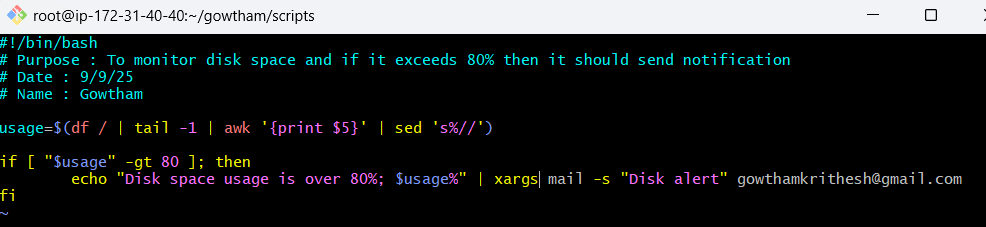 root@ip-172-31-40-40:~/gowtham/scripts
#!/bin/bash
# Purpose : To monitor disk space and if it exceeds 80% then it should send notification
# Date : 9/9/25
# Name : Gowtham
usage=$(df / | tail -1 | awk '{print $5}' | sed 's%//')
if [ "$usage" -gt 80 ]; then
        echo "Disk space usage is over 80%; $usage%" | xargs mail -s "Disk alert" gowthamkrithesh@gmail.com
fi
~